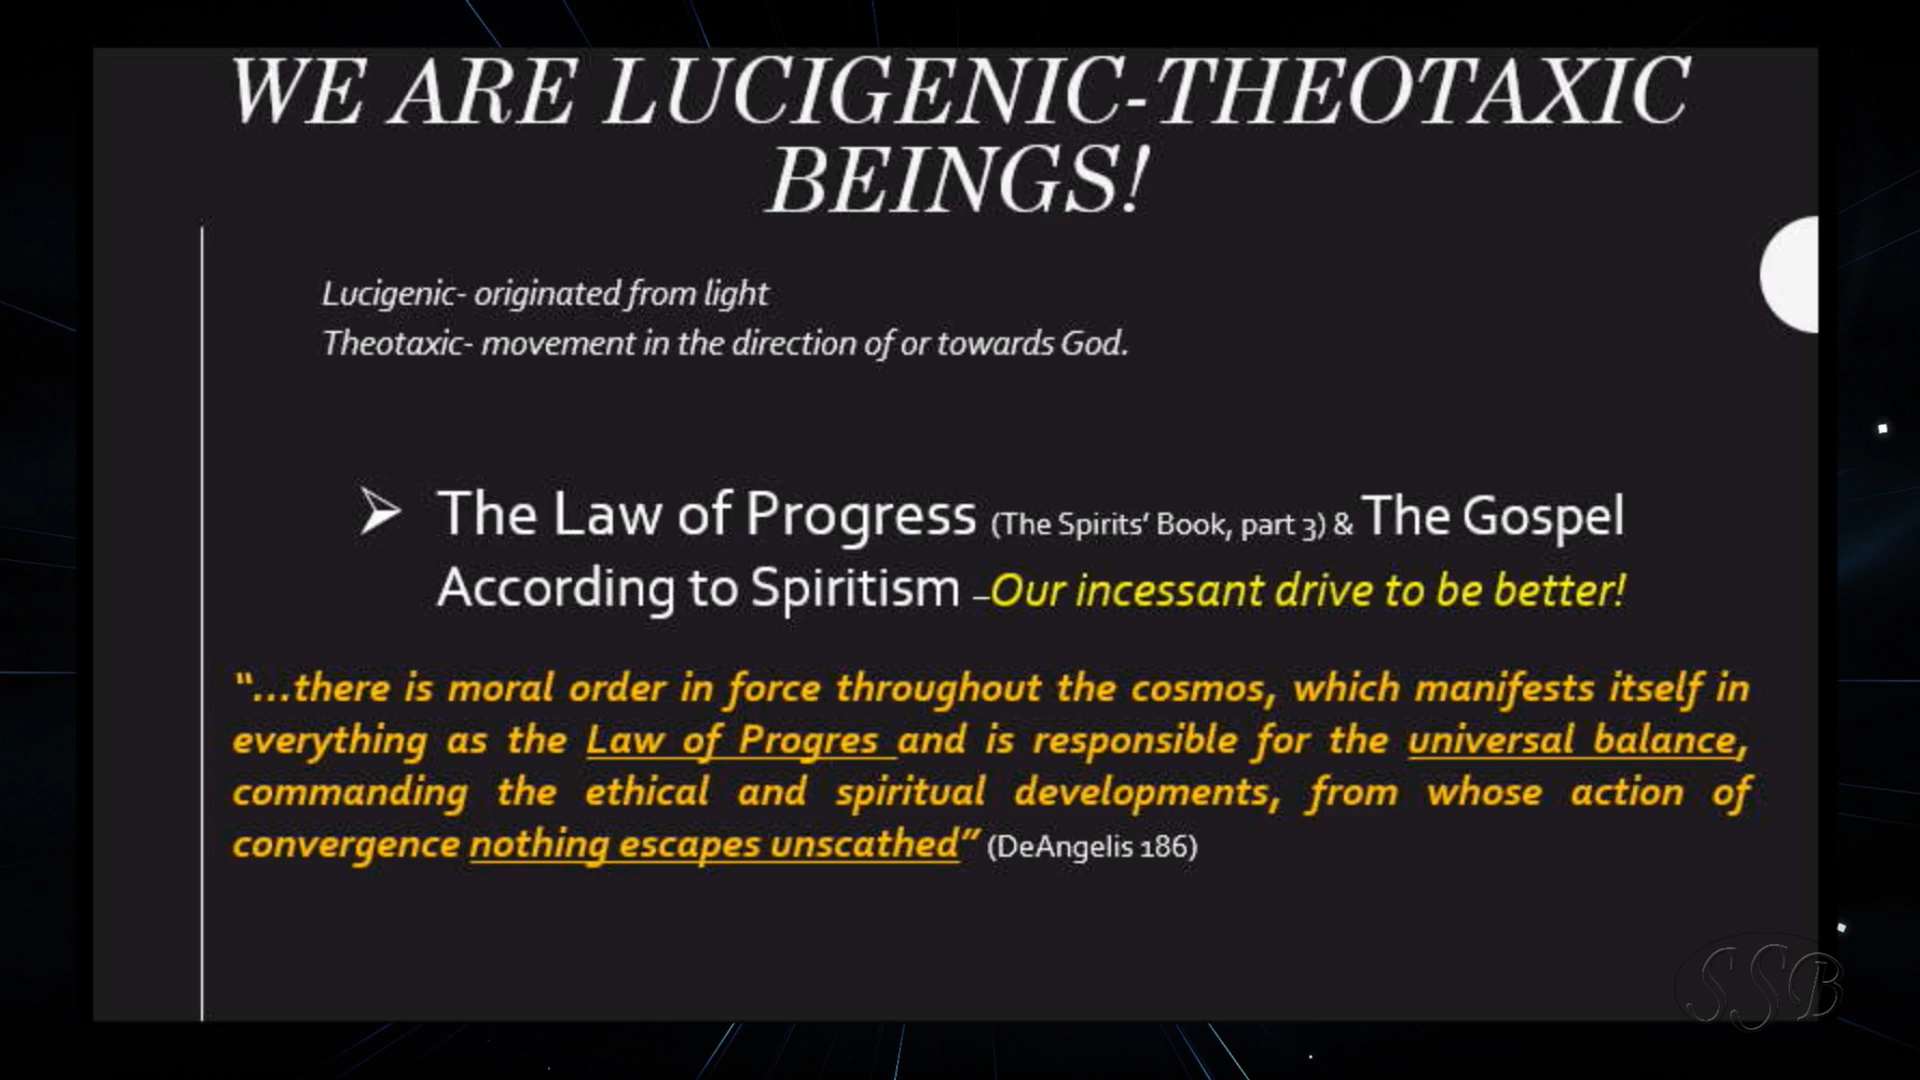 WE ARE LUCIGENIC-THEOTAXIC
BEINGS!
Lucigenic- originated from light
Theotaxic- movement in the direction of or towards God.
➢ The Law of Progress (The Spirits’ Book, part 3) & The Gospel
According to Spiritism –Our incessant drive to be better!
“…there is moral order in force throughout the cosmos, which manifests itself in
everything as the Law of Progres and is responsible for the universal balance,
commanding the ethical and spiritual developments, from whose action of
convergence nothing escapes unscathed” (DeAngelis 186)
SSB